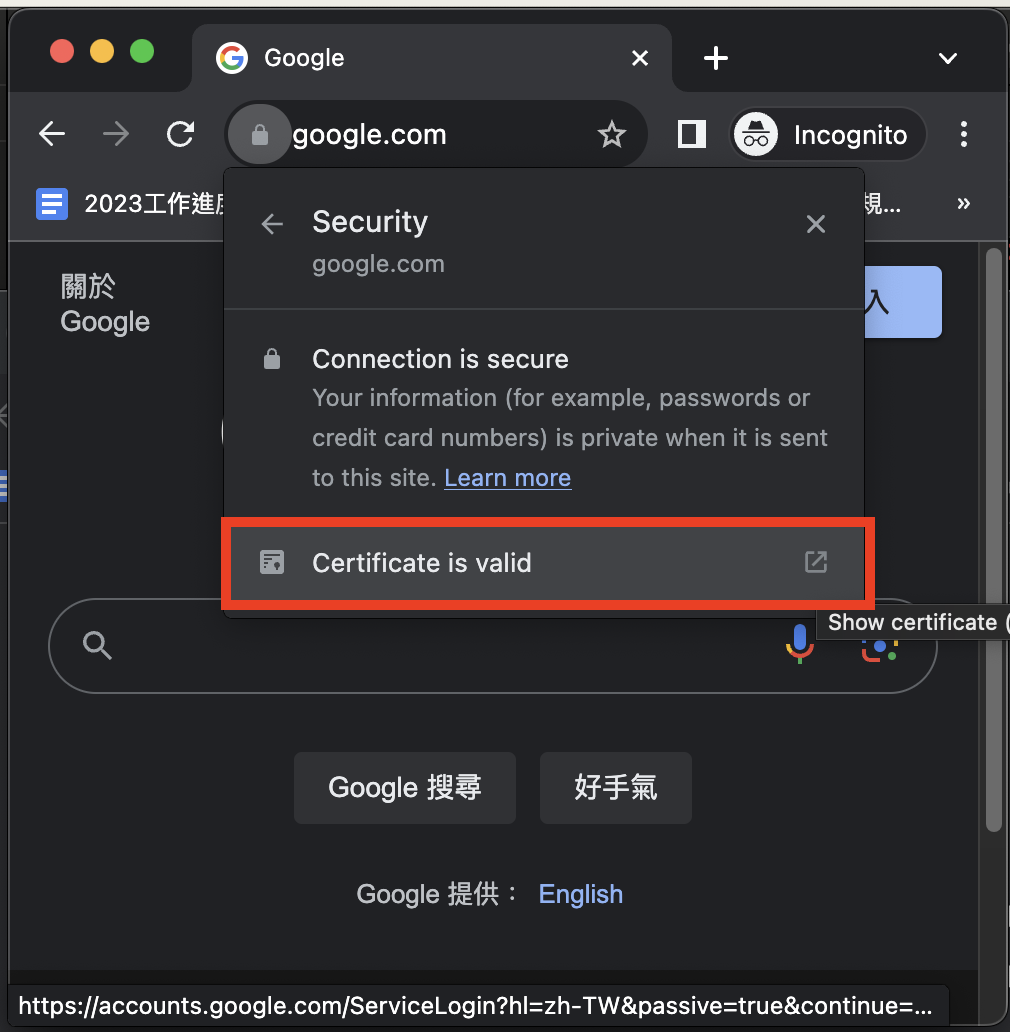 Google
google.com
Incognito
2023工作進度
規...
»
Security
google.com
關於
Google
入
Connection is secure
Your information (for example, passwords or
credit card numbers) is private when it is sent
to this site. Learn more
Certificate is valid
Show certificate (
Google 搜尋
好手氣
Google 提供： English
https://accounts.google.com/ServiceLogin?hl=zh-TW&passive=true&continue=...